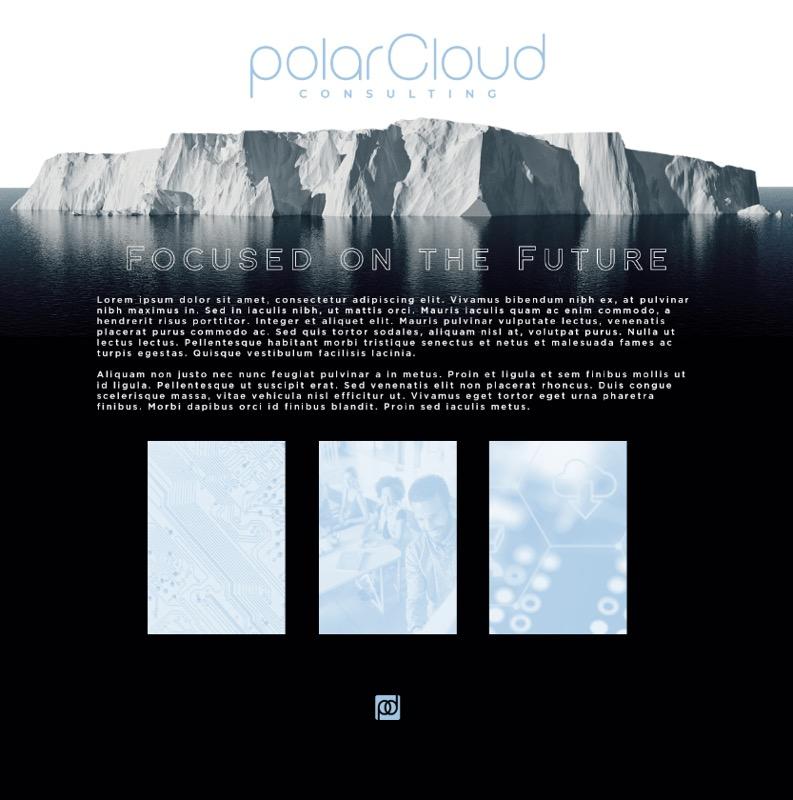 polarCloud
CONSULTING
Focused on the Future
Lorem ipsum dolor sit amet, consectetur adipiscing elit. Vivamus bibendum nibh ex, at pulvinar
nibh maximus in. Sed in iaculis nibh, ut mattis orci. Mauris iaculis quam ac enim commodo, a
hendrerit risus porttitor. Integer et aliquet elit. Mauris pulvinar vulputate lectus, venenatis
placerat purus commodo ac. Sed quis tortor sodales, aliquam nisl at, volutpat purus. Nulla ut
lectus lectus. Pellentesque habitant morbi tristique senectus et netus et malesuada fames ac
turpis egestas. Quisque vestibulum facilisis lacinia.
Aliquam non justo nec nunc feugiat pulvinar a in metus. Proin et ligula et sem finibus mollis ut
id ligula. Pellentesque ut suscipit erat. Sed venenatis elit non placerat rhoncus. Duis congue
scelerisque massa, vitae vehicula nisl efficitur ut. Vivamus eget tortor eget urna pharetra
finibus. Morbi dapibus orci id finibus blandit. Proin sed iaculis metus.